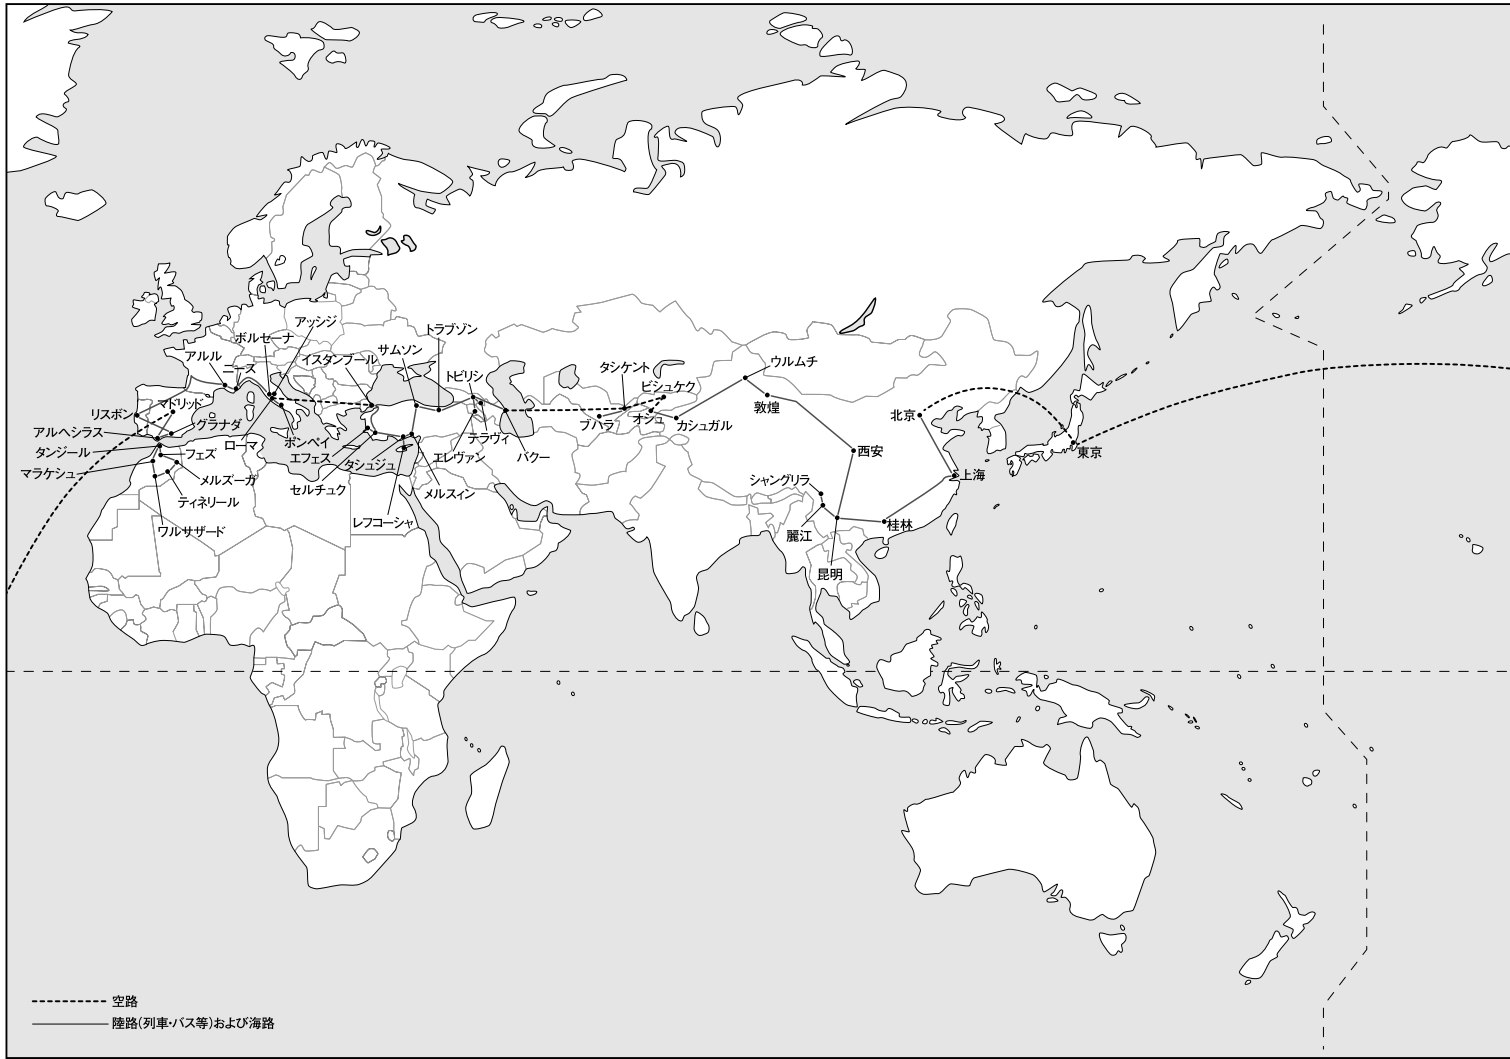 アッシジ
トラブゾン
ボルセーナ
サムソン
アルル
イスタンブール
ニース
トビリシ
タシケント
ウルムチ
ビシュケク
マドリッド
リスボン
グラナダ
ブハラ
オシュ
カシュガル
敦煌
北京
アルヘシラス
ローマ
ポンペイ
テラヴィ
タンジール
フェズ
エフェス
タシュジュ
エレヴァン
バクー
西安
東京
マラケシュ
メルズーガ
セルチュク
メルスィン
シャングリラ
上海
ティネリール
レフコーシャ
ワルサザード
麗江
桂林
昆明
空路
陸路(列車・バス等)および海路